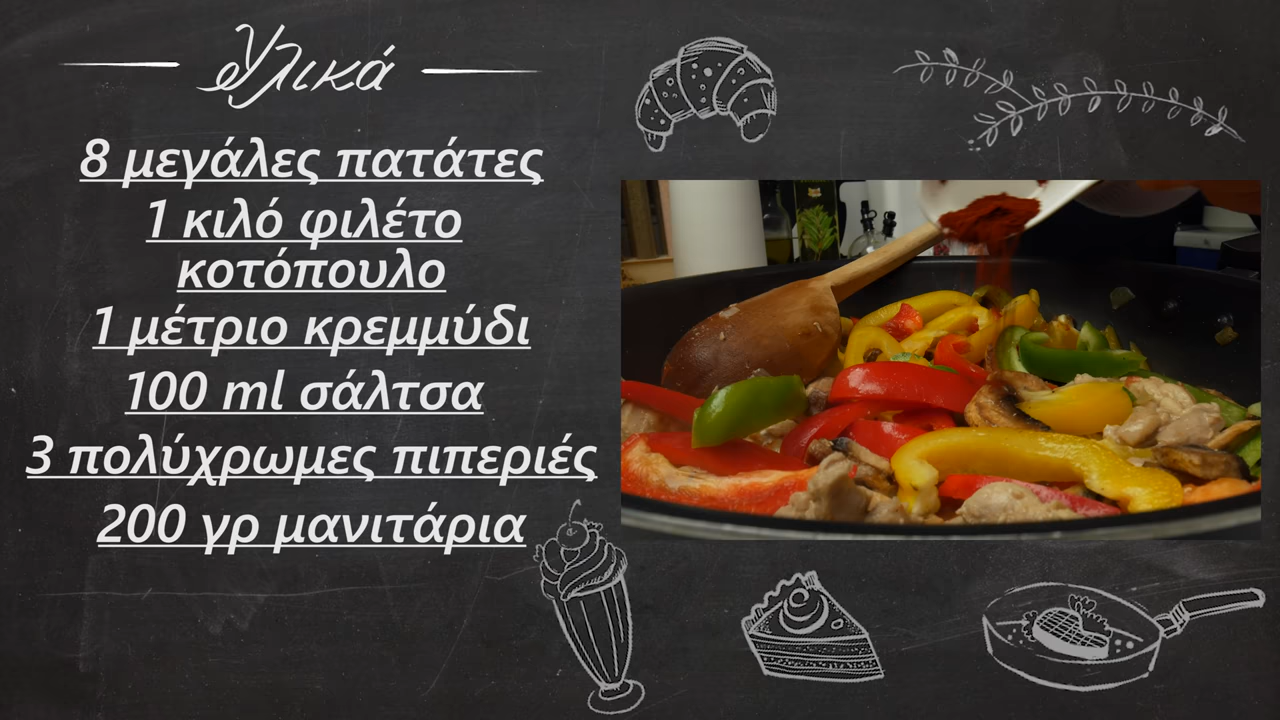 Υλικά
8 μεγάλες πατάτες
1 κιλό φιλέτο
κοτόπουλο
1 μέτριο κρεμμύδι
100 ml σάλτσα
3 πολύχρωμες πιπεριές
200 γρ μανιτάρια